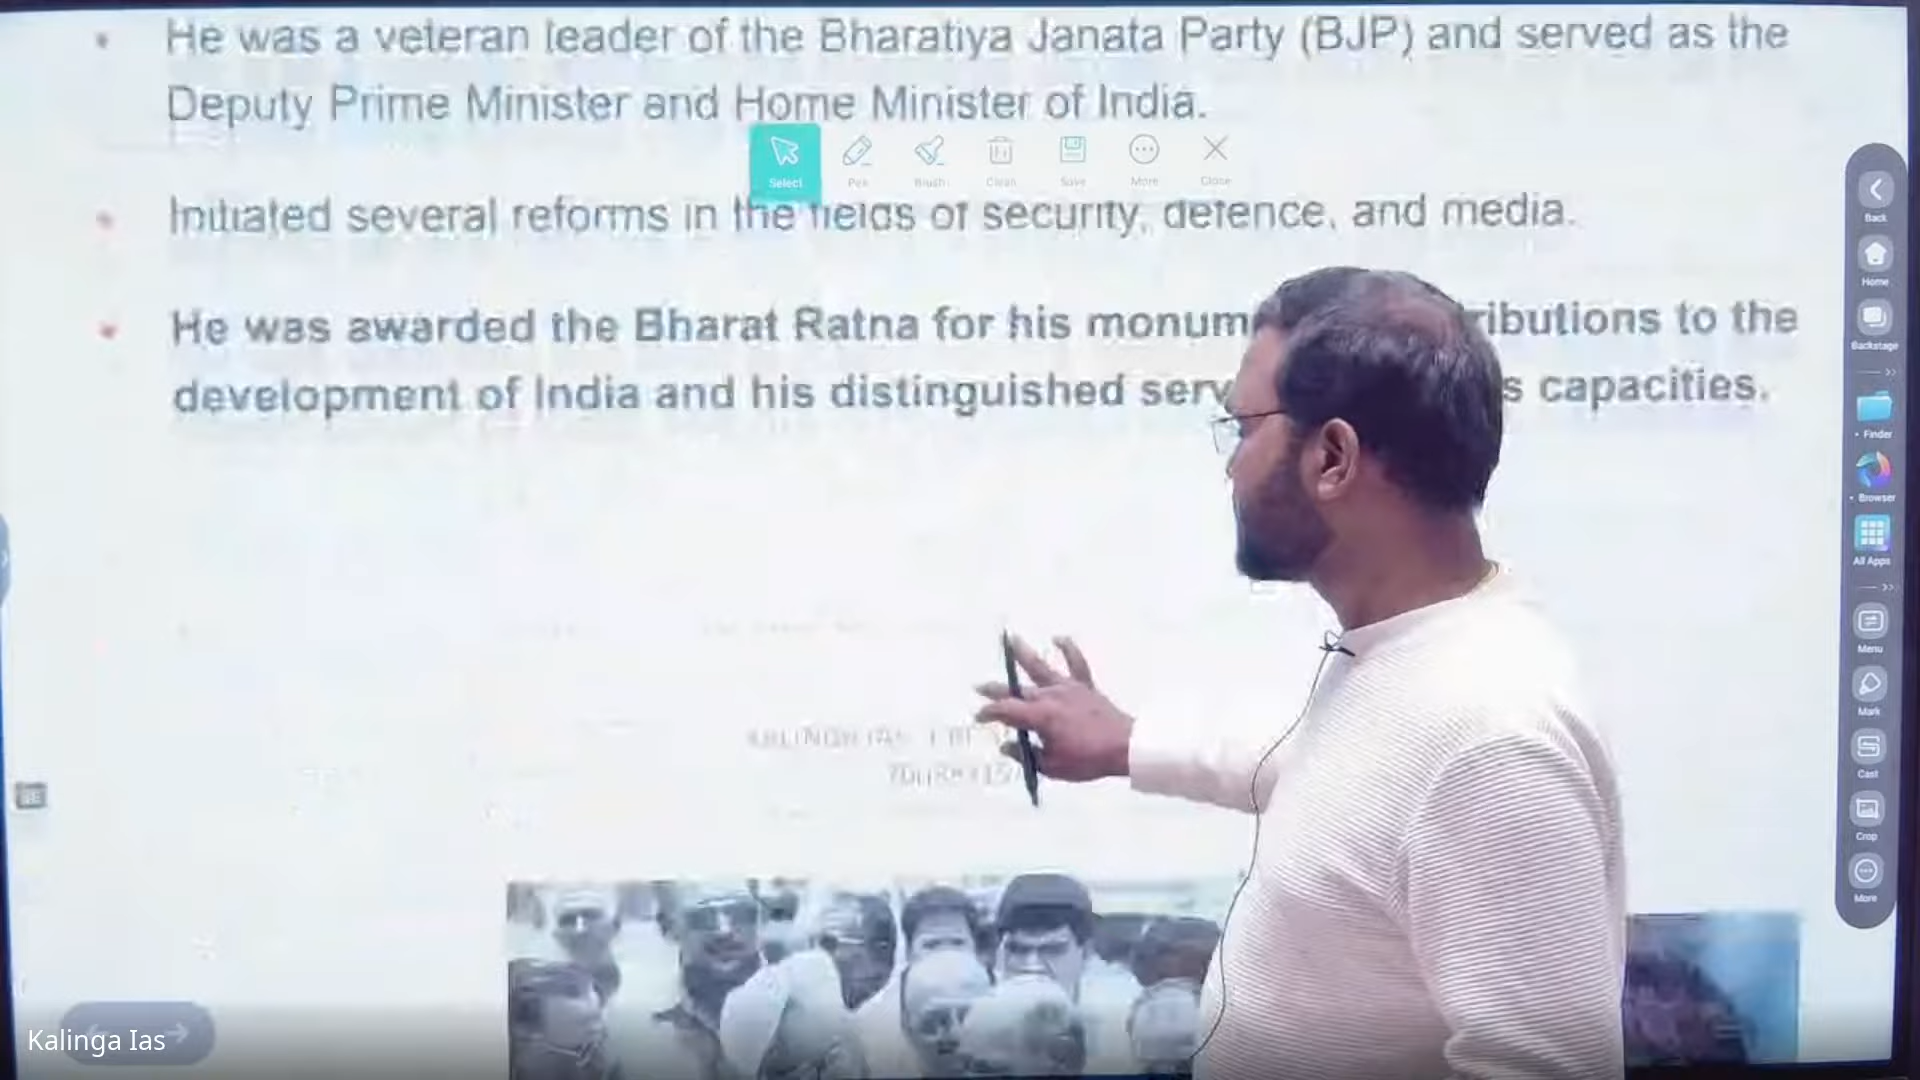 He was a veteran leader of the Bharatiya Janata Party (BJP) and served as the
Deputy Prime Minister and Home Minister of India.
Select Pen Brush Clean Save More Close
Initiated several reforms in the fields of security, defence, and media.
He was awarded the Bharat Ratna for his monum ributions to the
development of India and his distinguished serv s capacities.
Back
Home
Backstage
Finder
Browser
All Apps
Menu
Mark
Cast
Crop
More
Kalinga Ias